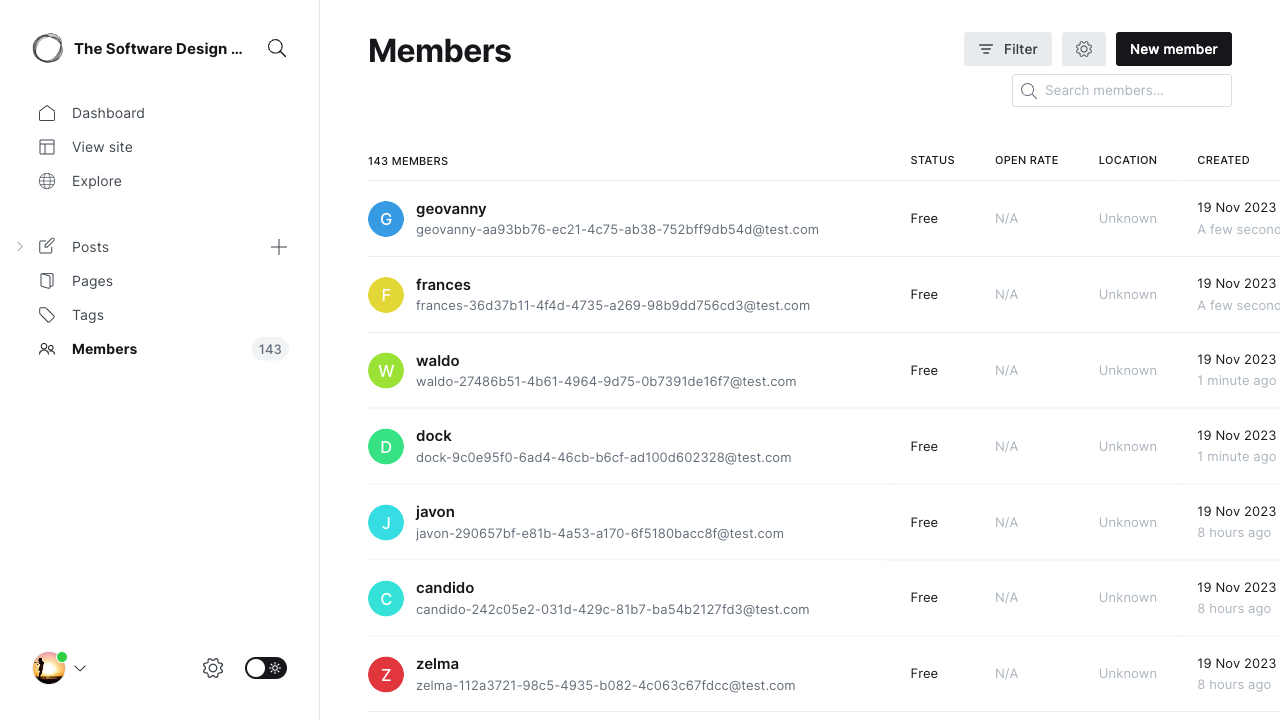 The Software Design ...
Dashboard
View site
Explore
Posts
Pages
Tags
Members 143
Members
Filter
New member
Search members...
143 MEMBERS STATUS OPEN RATE LOCATION CREATED
G geovanny Free N/A Unknown 19 Nov 2023
geovanny-aa93bb76-ec21-4c75-ab38-752bff9db54d@test.com A few second
F frances Free N/A Unknown 19 Nov 2023
frances-36d37b11-4f4d-4735-a269-98b9dd756cd3@test.com A few second
W waldo Free N/A Unknown 19 Nov 2023
waldo-27486b51-4b61-4964-9d75-0b7391de16f7@test.com 1 minute ago
D dock Free N/A Unknown 19 Nov 2023
dock-9c0e95f0-6ad4-46cb-b6cf-ad100d602328@test.com 1 minute ago
J javon Free N/A Unknown 19 Nov 2023
javon-290657bf-e81b-4a53-a170-6f5180bacc8f@test.com 8 hours ago
C candido Free N/A Unknown 19 Nov 2023
candido-242c05e2-031d-429c-81b7-ba54b2127fd3@test.com 8 hours ago
Z zelma Free N/A Unknown 19 Nov 2023
zelma-112a3721-98c5-4935-b082-4c063c67fdcc@test.com 8 hours ago